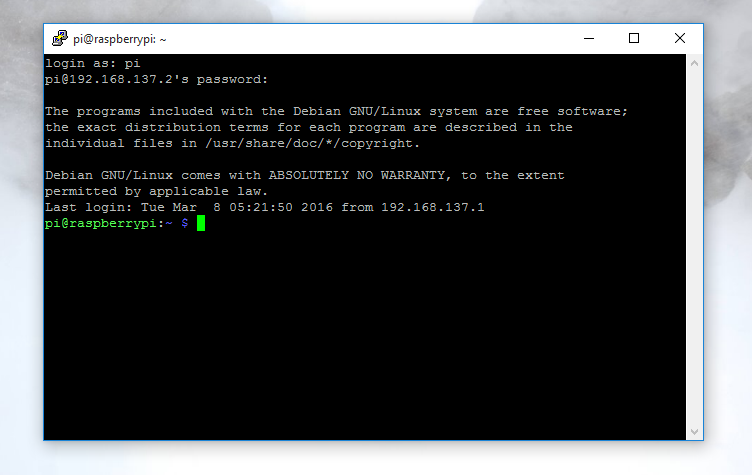 pi@raspberrypi: ~
login as: pi
pi@192.168.137.2's password:
The programs included with the Debian GNU/Linux system are free software;
the exact distribution terms for each program are described in the
individual files in /usr/share/doc/*/copyright.
Debian GNU/Linux comes with ABSOLUTELY NO WARRANTY, to the extent
permitted by applicable law.
Last login: Tue Mar  8 05:21:50 2016 from 192.168.137.1
pi@raspberrypi:~ $